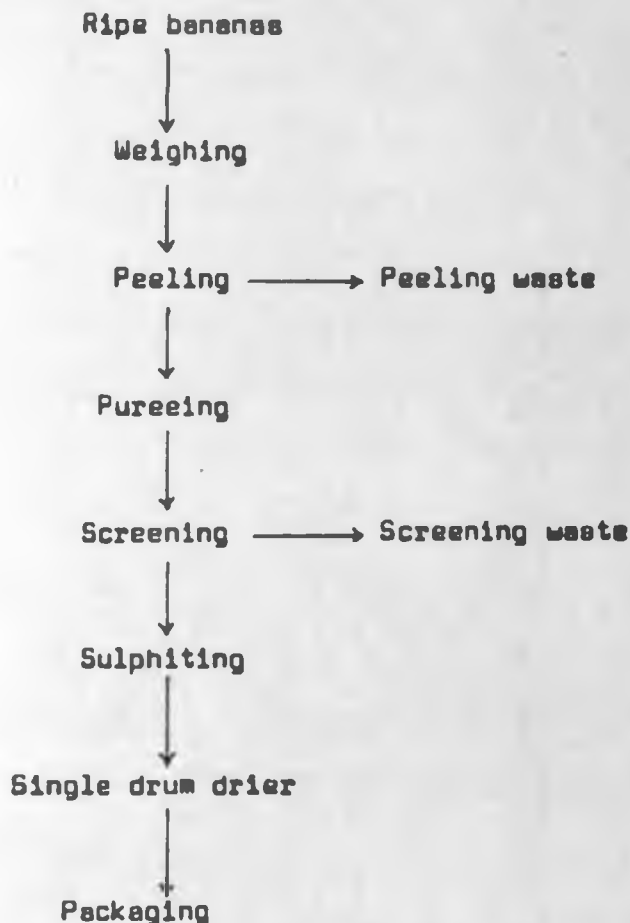 Ripe bananas
Weighing
Peeling
Peeling waste
Pureeing
Screening
Screening waste
Sulphiting
Single drum drier
Packaging